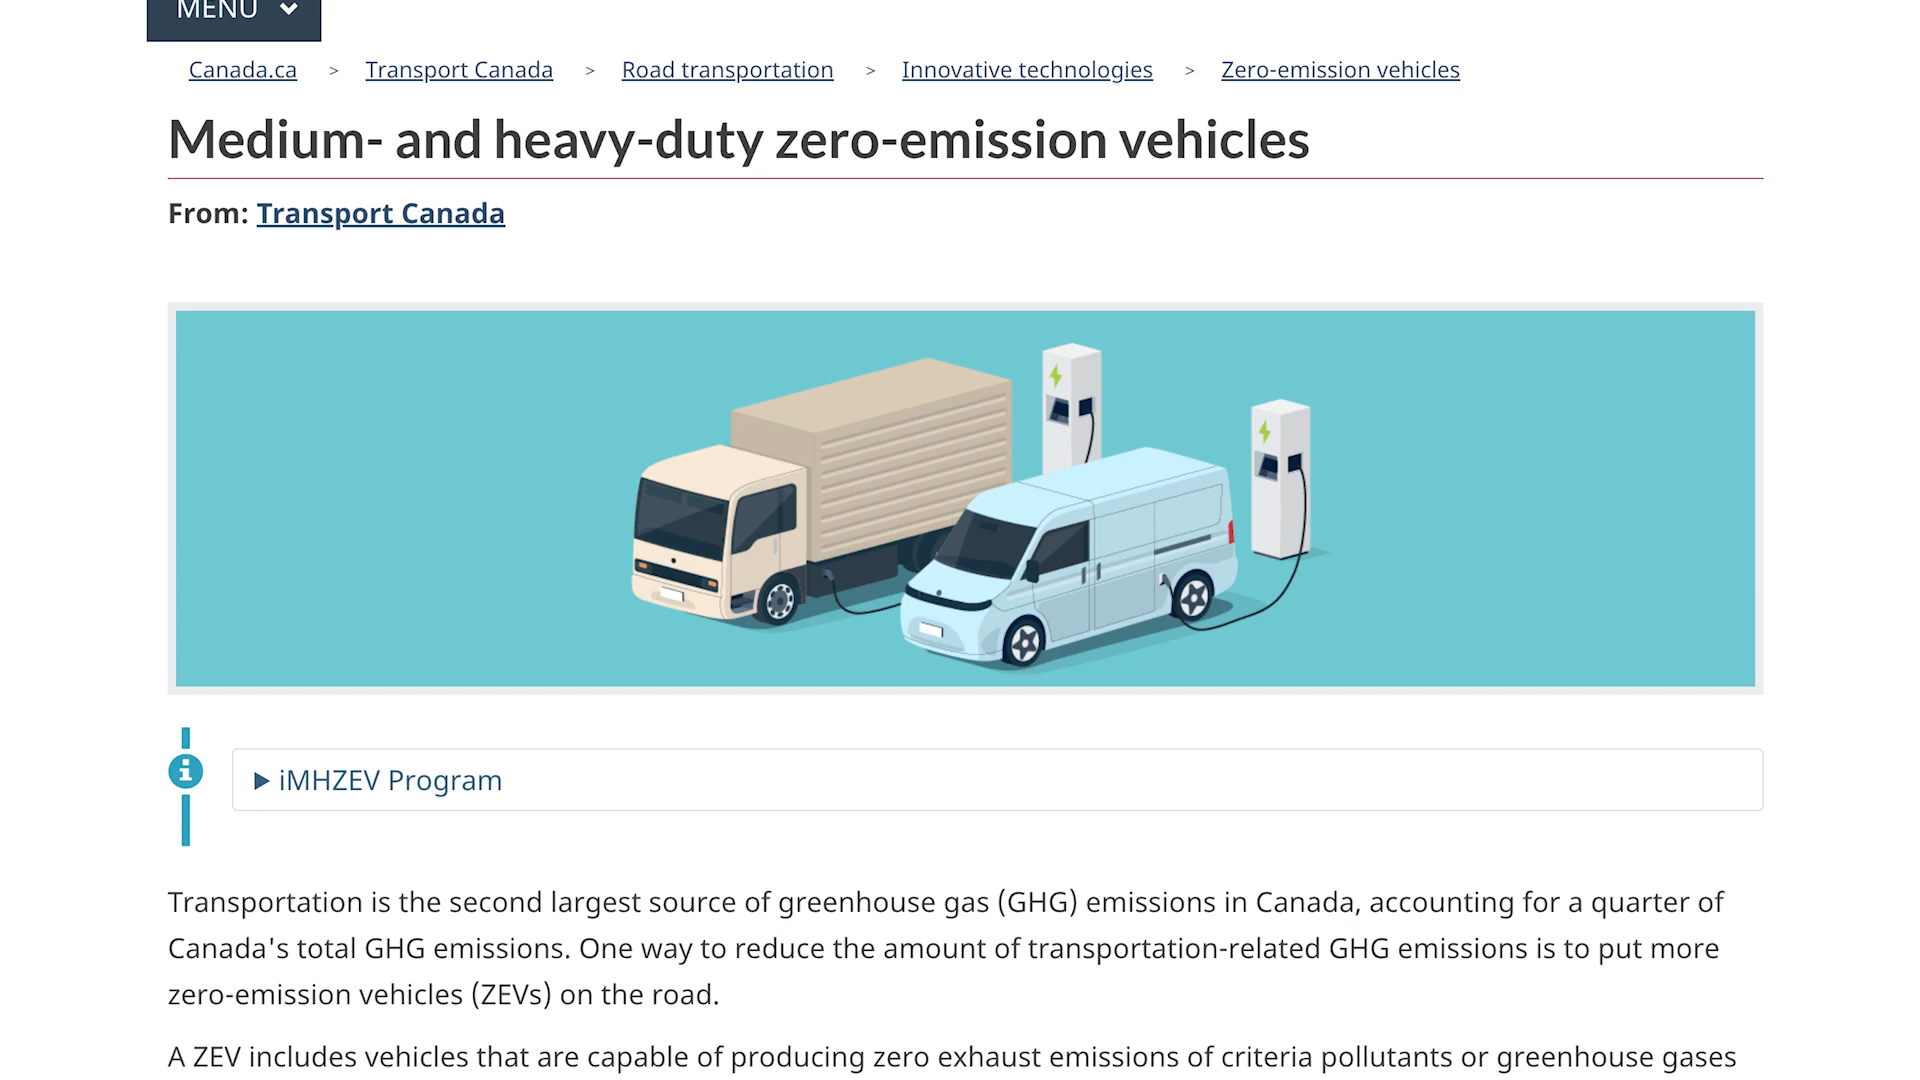 MENU
Canada.ca > Transport Canada > Road transportation > Innovative technologies > Zero-emission vehicles
Medium- and heavy-duty zero-emission vehicles
From: Transport Canada
iMHZEV Program
Transportation is the second largest source of greenhouse gas (GHG) emissions in Canada, accounting for a quarter of
Canada's total GHG emissions. One way to reduce the amount of transportation-related GHG emissions is to put more
zero-emission vehicles (ZEVs) on the road.
A ZEV includes vehicles that are capable of producing zero exhaust emissions of criteria pollutants or greenhouse gases